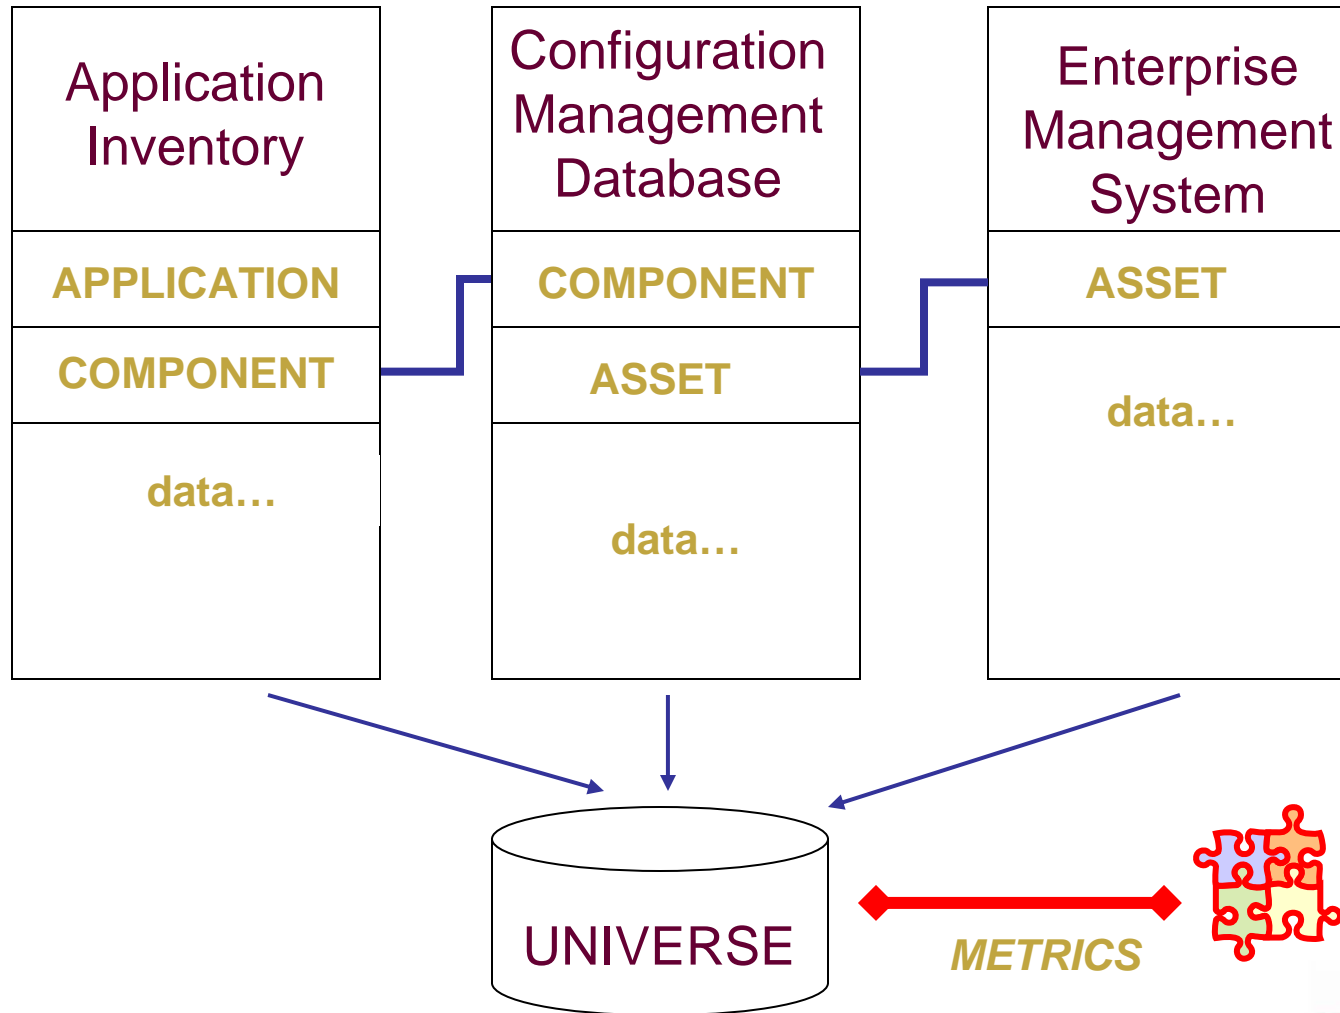 Application
Inventory
APPLICATION
COMPONENT
data…
Configuration
Management
Database
COMPONENT
ASSET
data…
Enterprise
Management
System
ASSET
data…
UNIVERSE
METRICS